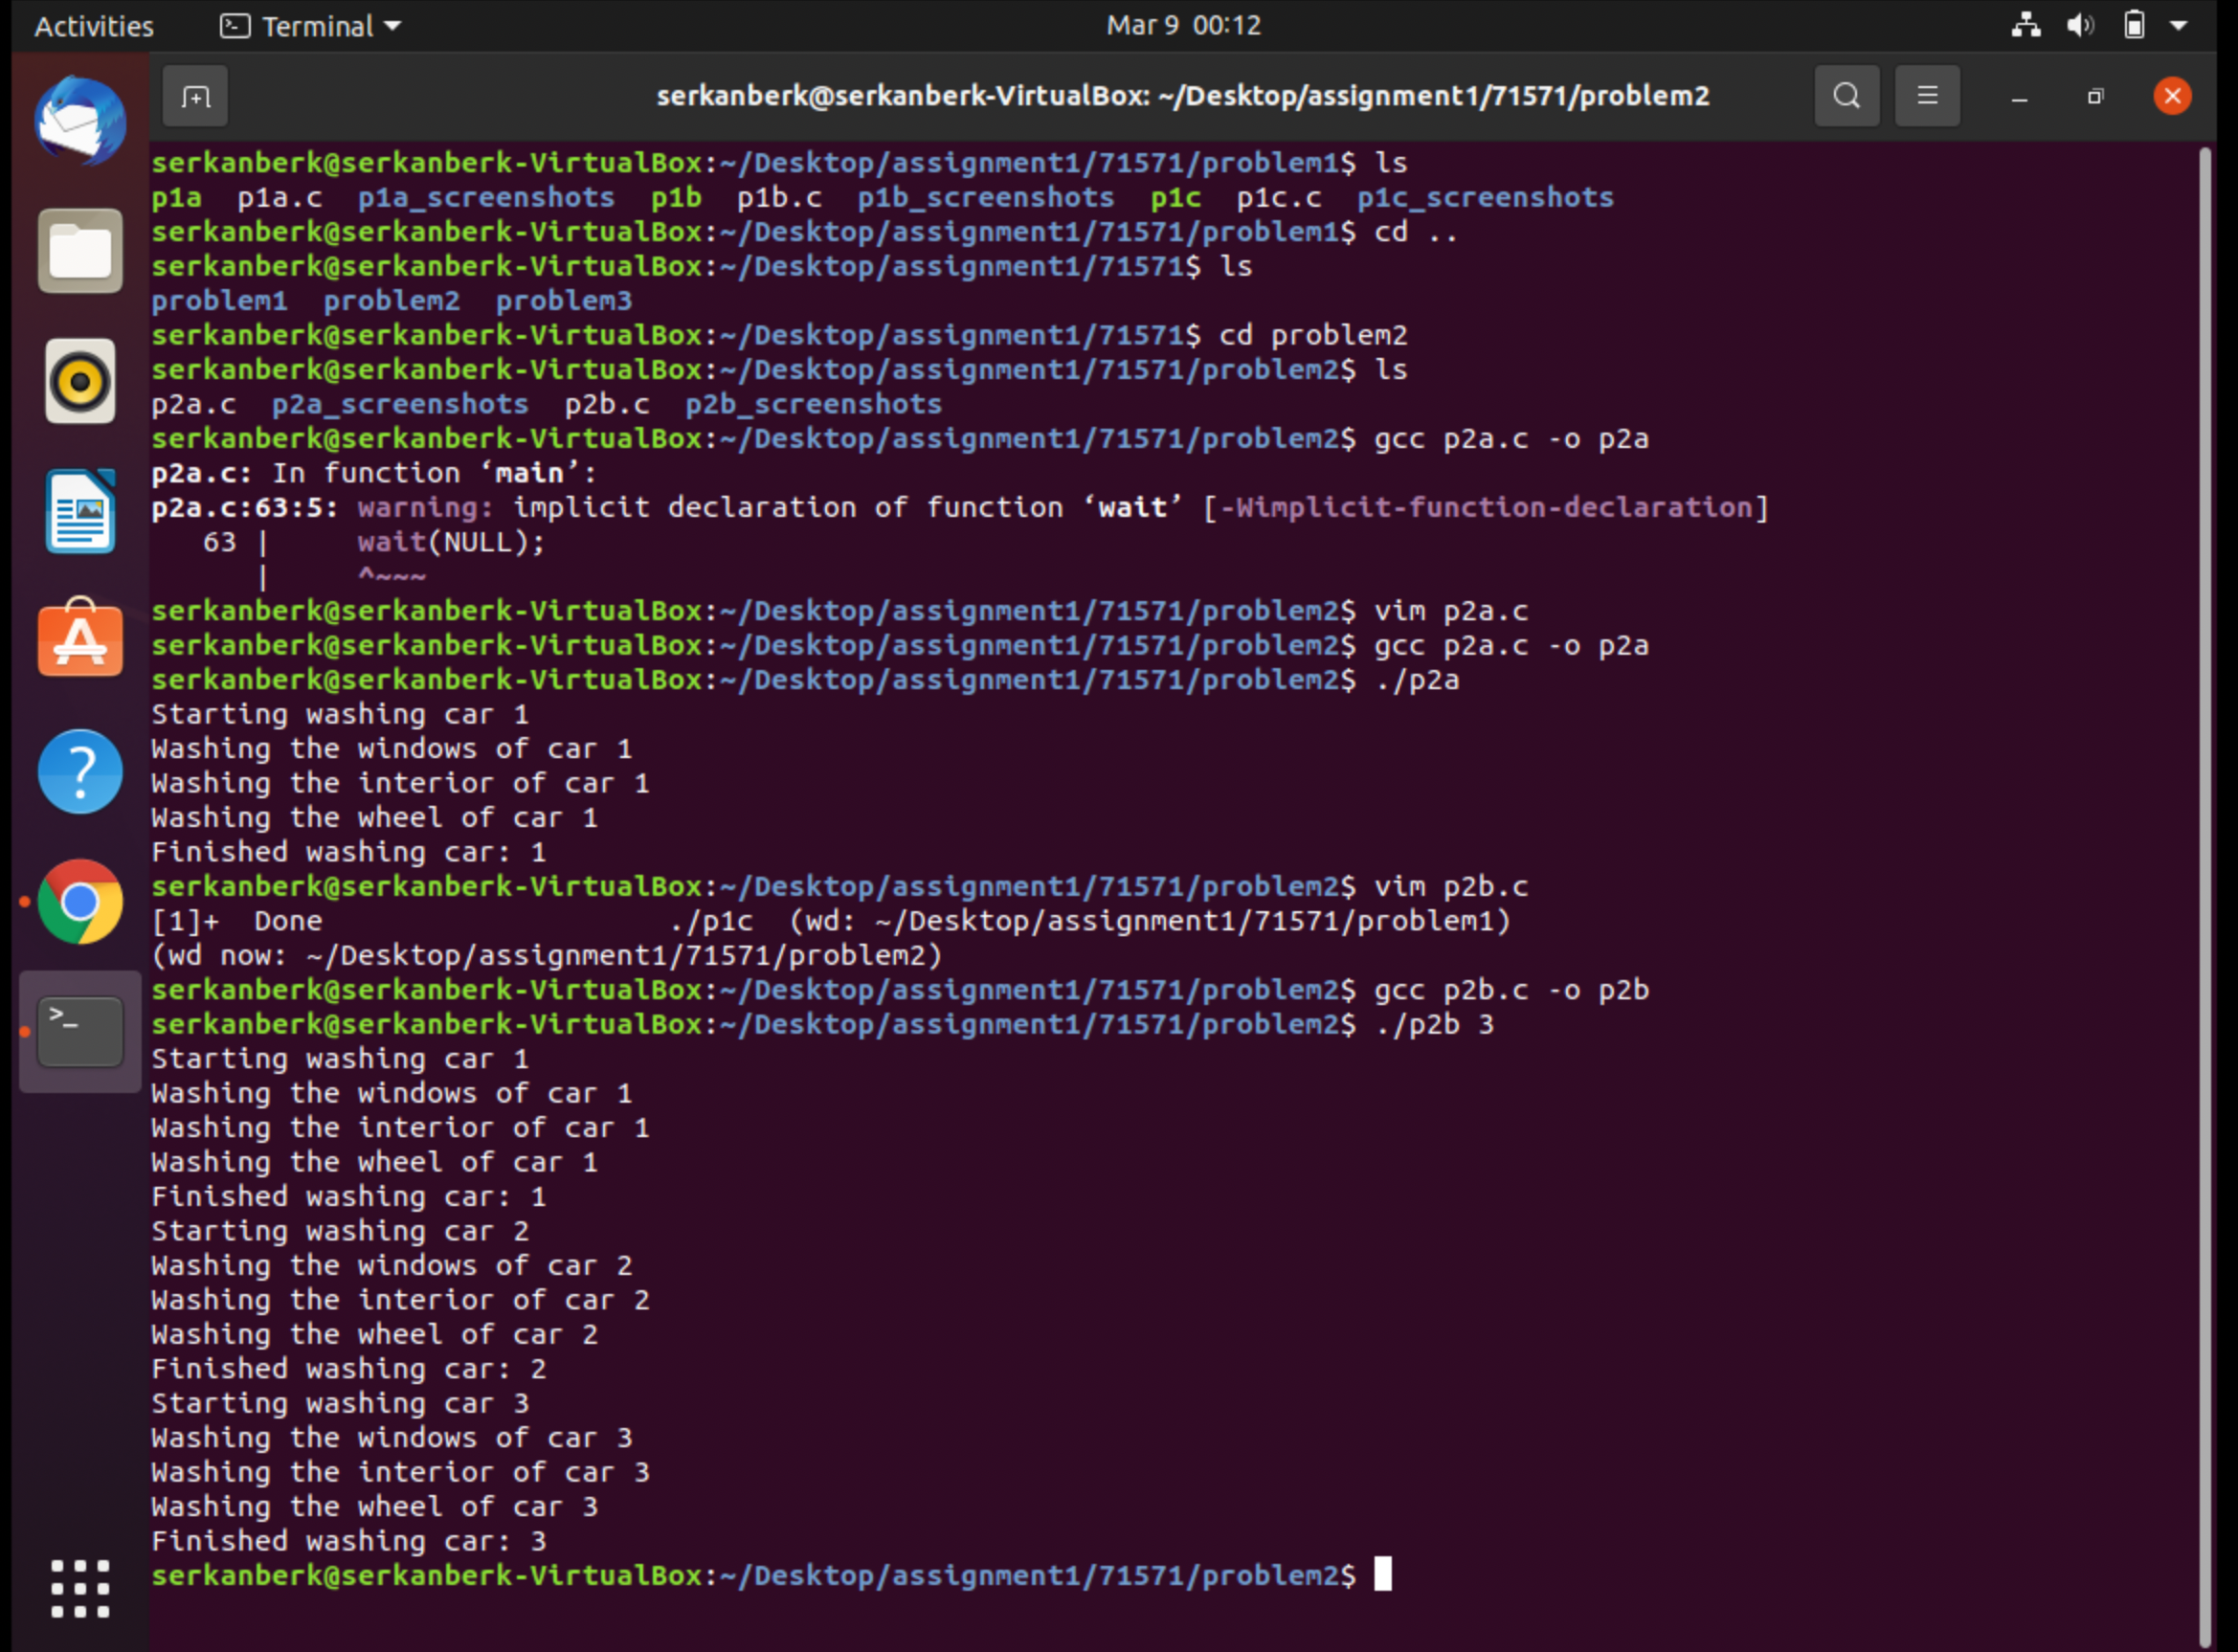 Activities Terminal Mar 9 00:12
serkanberk@serkanberk-VirtualBox: ~/Desktop/assignment1/71571/problem2
serkanberk@serkanberk-VirtualBox:~/Desktop/assignment1/71571/problem1$ ls
p1a p1a.c p1a_screenshots p1b p1b.c p1b_screenshots p1c p1c.c p1c_screenshots
serkanberk@serkanberk-VirtualBox:~/Desktop/assignment1/71571/problem1$ cd ..
serkanberk@serkanberk-VirtualBox:~/Desktop/assignment1/71571$ ls
problem1 problem2 problem3
serkanberk@serkanberk-VirtualBox:~/Desktop/assignment1/71571$ cd problem2
serkanberk@serkanberk-VirtualBox:~/Desktop/assignment1/71571/problem2$ ls
p2a.c p2a_screenshots p2b.c p2b_screenshots
serkanberk@serkanberk-VirtualBox:~/Desktop/assignment1/71571/problem2$ gcc p2a.c -o p2a
p2a.c: In function ‘main’:
p2a.c:63:5: warning: implicit declaration of function ‘wait’ [-Wimplicit-function-declaration]
63 | wait(NULL);
| ^~~~
serkanberk@serkanberk-VirtualBox:~/Desktop/assignment1/71571/problem2$ vim p2a.c
serkanberk@serkanberk-VirtualBox:~/Desktop/assignment1/71571/problem2$ gcc p2a.c -o p2a
serkanberk@serkanberk-VirtualBox:~/Desktop/assignment1/71571/problem2$ ./p2a
Starting washing car 1
Washing the windows of car 1
Washing the interior of car 1
Washing the wheel of car 1
Finished washing car: 1
serkanberk@serkanberk-VirtualBox:~/Desktop/assignment1/71571/problem2$ vim p2b.c
[1]+ Done ./p1c (wd: ~/Desktop/assignment1/71571/problem1)
(wd now: ~/Desktop/assignment1/71571/problem2)
serkanberk@serkanberk-VirtualBox:~/Desktop/assignment1/71571/problem2$ gcc p2b.c -o p2b
serkanberk@serkanberk-VirtualBox:~/Desktop/assignment1/71571/problem2$ ./p2b 3
Starting washing car 1
Washing the windows of car 1
Washing the interior of car 1
Washing the wheel of car 1
Finished washing car: 1
Starting washing car 2
Washing the windows of car 2
Washing the interior of car 2
Washing the wheel of car 2
Finished washing car: 2
Starting washing car 3
Washing the windows of car 3
Washing the interior of car 3
Washing the wheel of car 3
Finished washing car: 3
serkanberk@serkanberk-VirtualBox:~/Desktop/assignment1/71571/problem2$